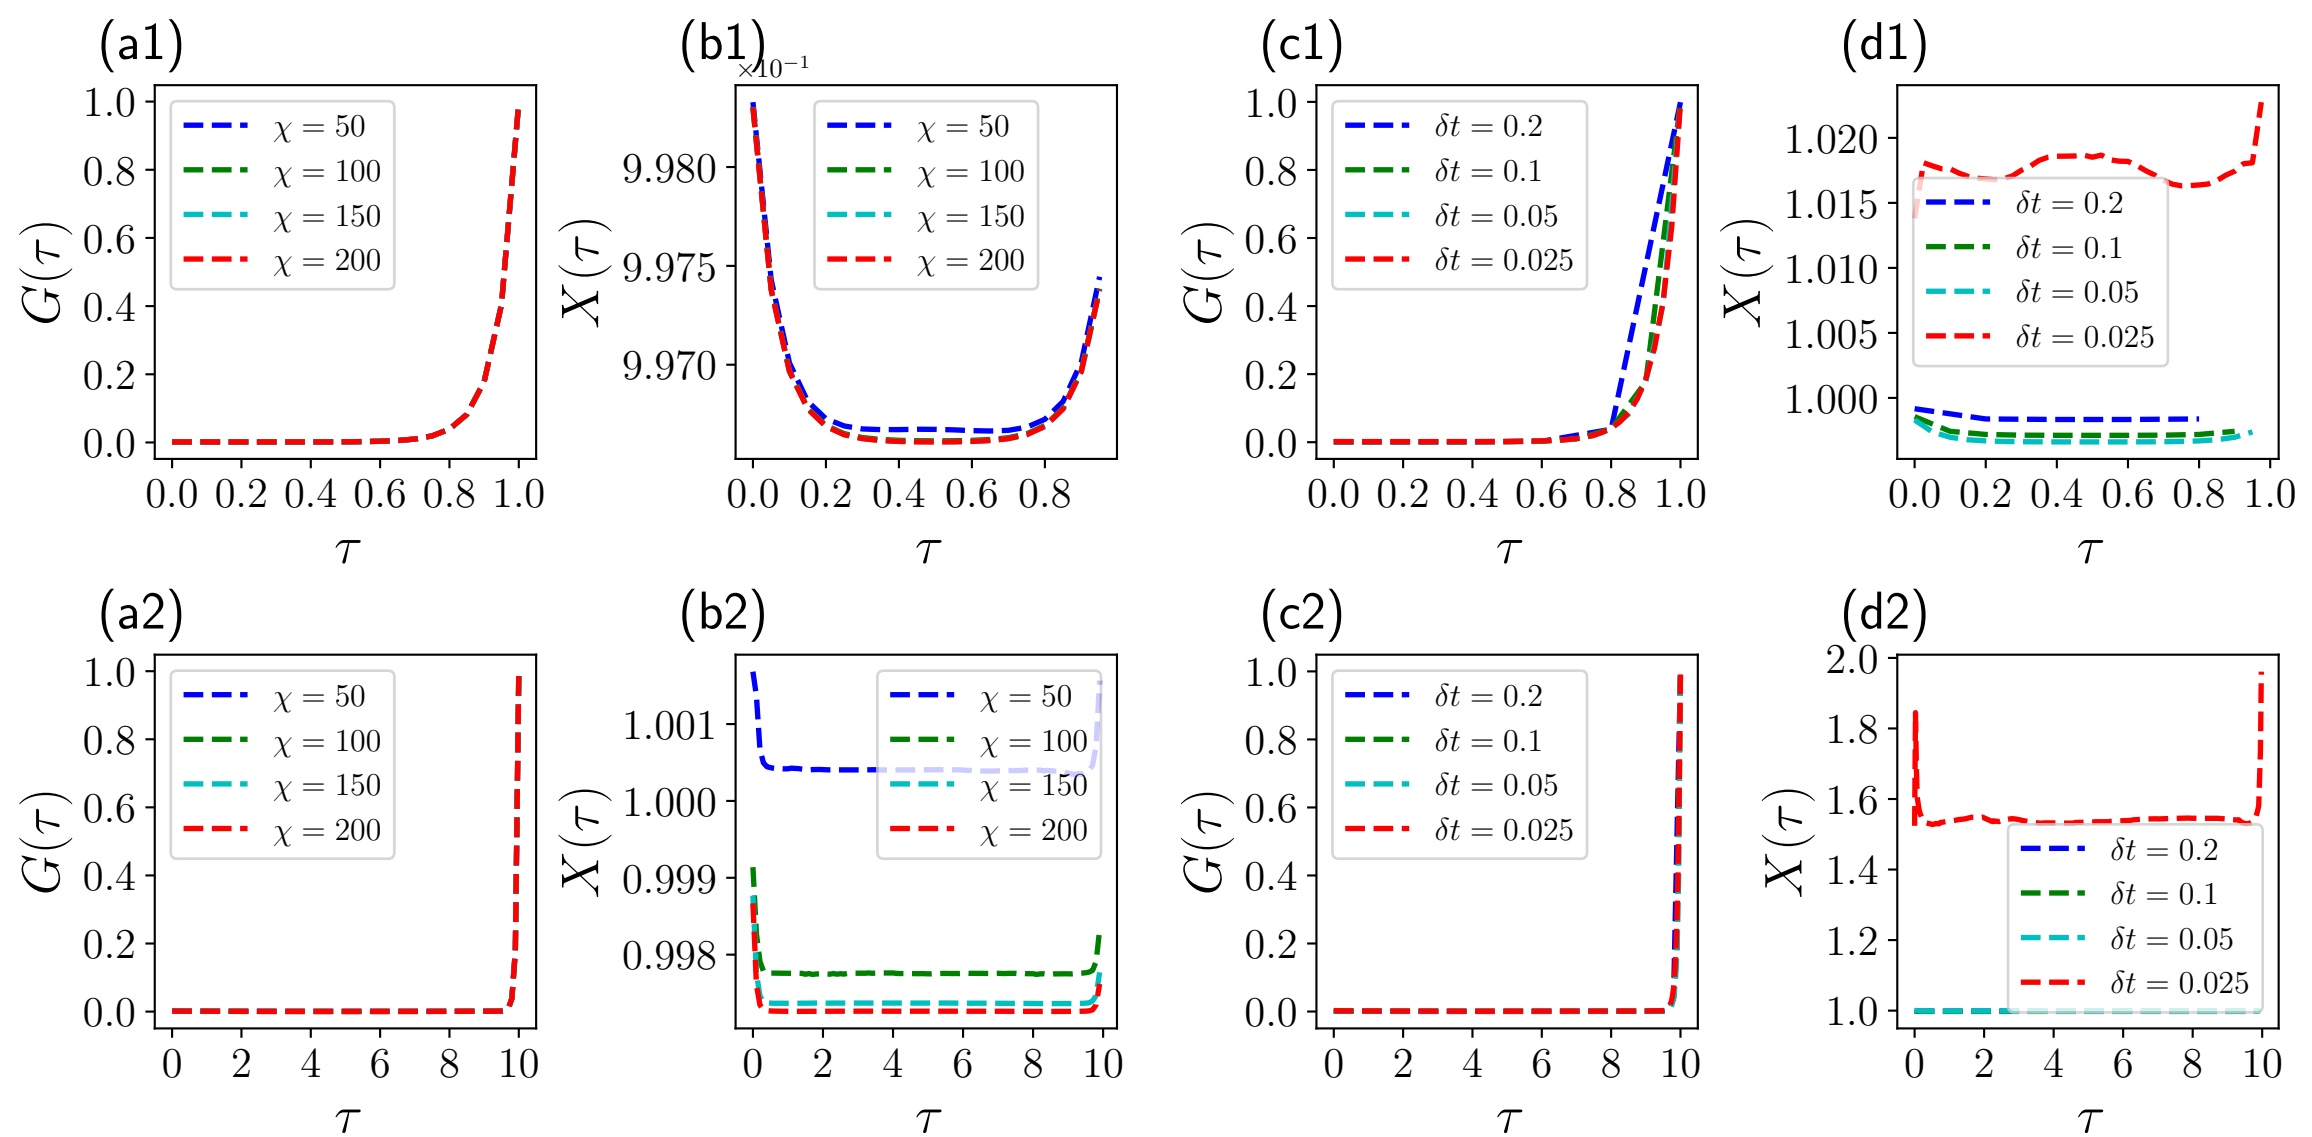 (a1)
G(τ)
1.0
0.8
0.6
0.4
0.2
0.0
χ = 50
χ = 100
χ = 150
χ = 200
0.0 0.2 0.4 0.6 0.8 1.0
τ
(b1)
×10⁻¹
X(τ)
9.980
9.975
9.970
χ = 50
χ = 100
χ = 150
χ = 200
0.0 0.2 0.4 0.6 0.8
τ
(c1)
G(τ)
1.0
0.8
0.6
0.4
0.2
0.0
δt = 0.2
δt = 0.1
δt = 0.05
δt = 0.025
0.0 0.2 0.4 0.6 0.8 1.0
τ
(d1)
X(τ)
1.020
1.015
1.010
1.005
1.000
δt = 0.2
δt = 0.1
δt = 0.05
δt = 0.025
0.0 0.2 0.4 0.6 0.8 1.0
τ
(a2)
G(τ)
1.0
0.8
0.6
0.4
0.2
0.0
χ = 50
χ = 100
χ = 150
χ = 200
0 2 4 6 8 10
τ
(b2)
X(τ)
1.001
1.000
0.999
0.998
χ = 50
χ = 100
χ = 150
χ = 200
0 2 4 6 8 10
τ
(c2)
G(τ)
1.0
0.8
0.6
0.4
0.2
0.0
δt = 0.2
δt = 0.1
δt = 0.05
δt = 0.025
0 2 4 6 8 10
τ
(d2)
X(τ)
2.0
1.8
1.6
1.4
1.2
1.0
δt = 0.2
δt = 0.1
δt = 0.05
δt = 0.025
0 2 4 6 8 10
τ